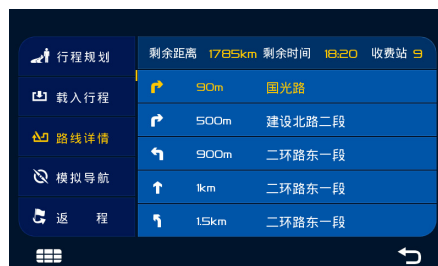 行程规划
载入行程
路线详情
模拟导航
返 程
剩余距离 1785km 剩余时间 18:20 收费站 9
90m 国光路
500m 建设北路二段
900m 二环路东一段
1km 二环路东一段
1.5km 二环路东一段